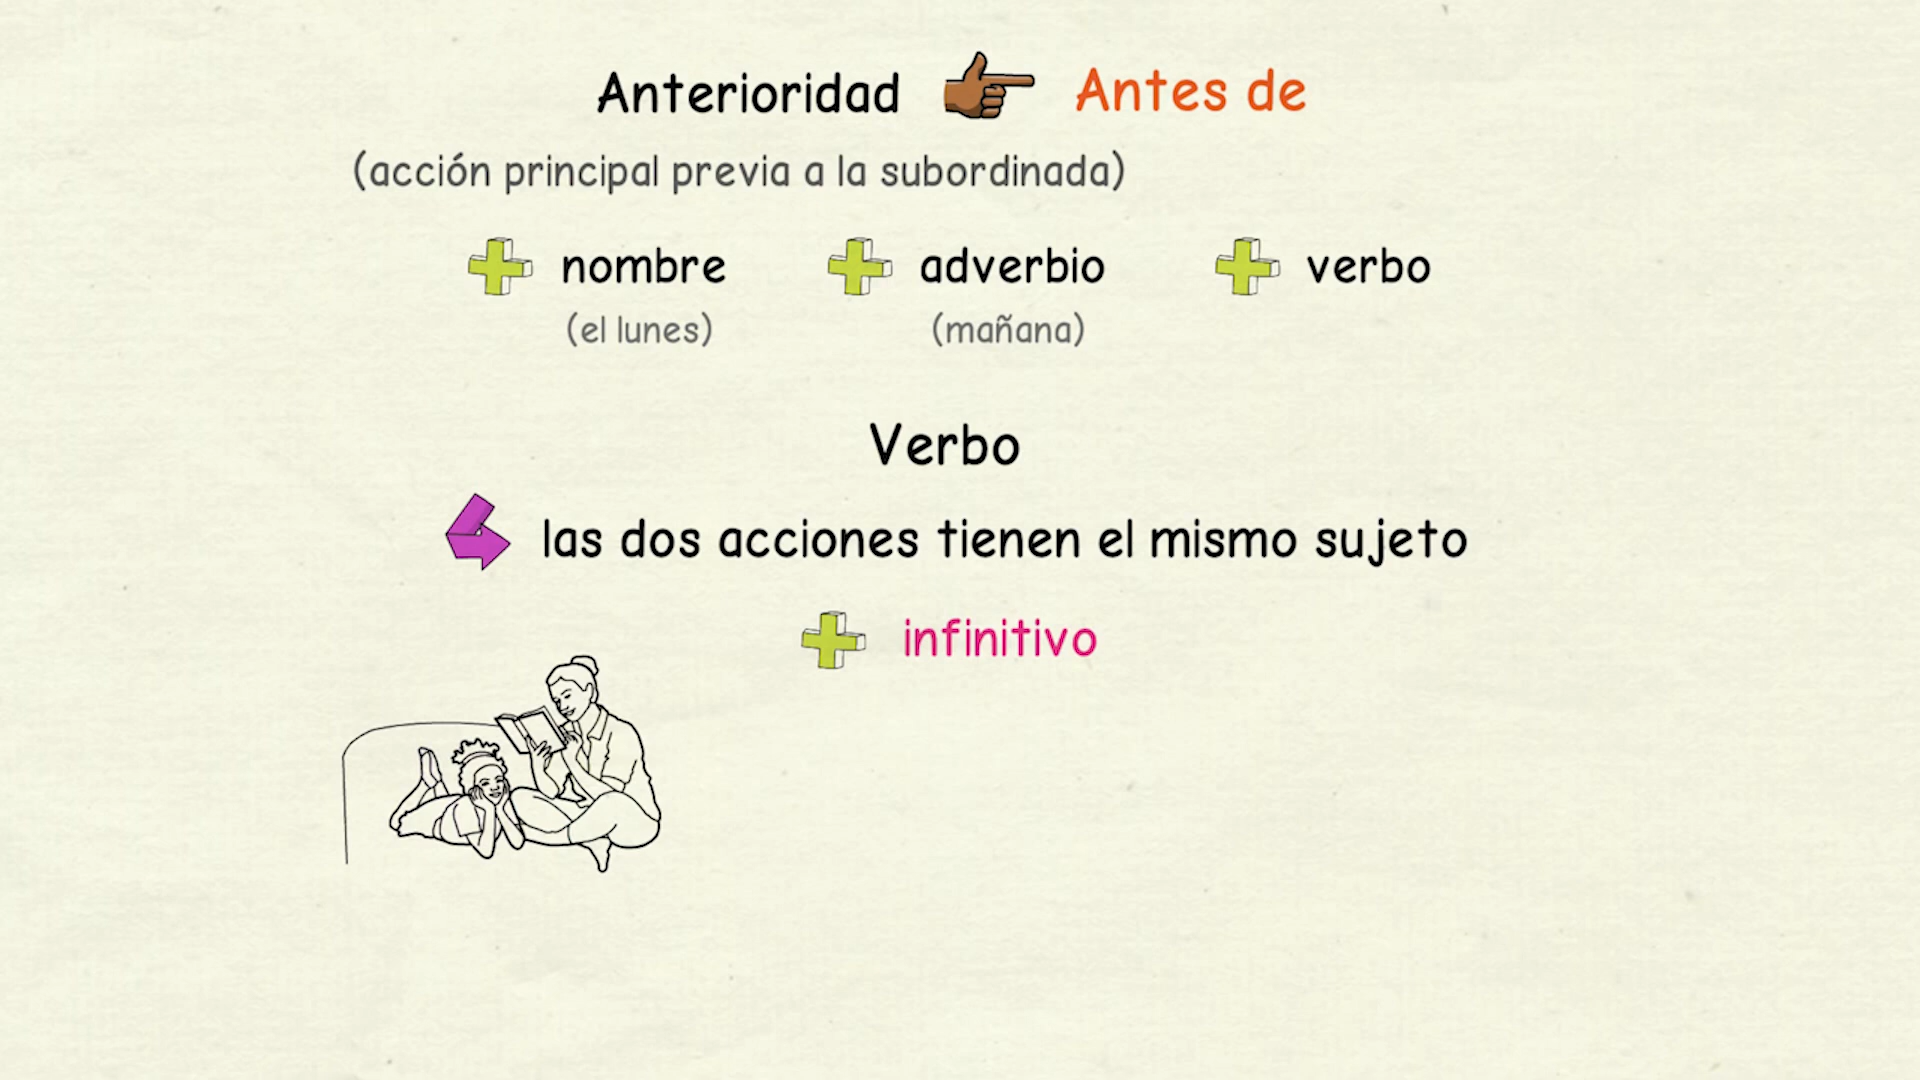 Anterioridad Antes de
(acción principal previa a la subordinada)
nombre adverbio verbo
(el lunes) (mañana)
Verbo
las dos acciones tienen el mismo sujeto
infinitivo